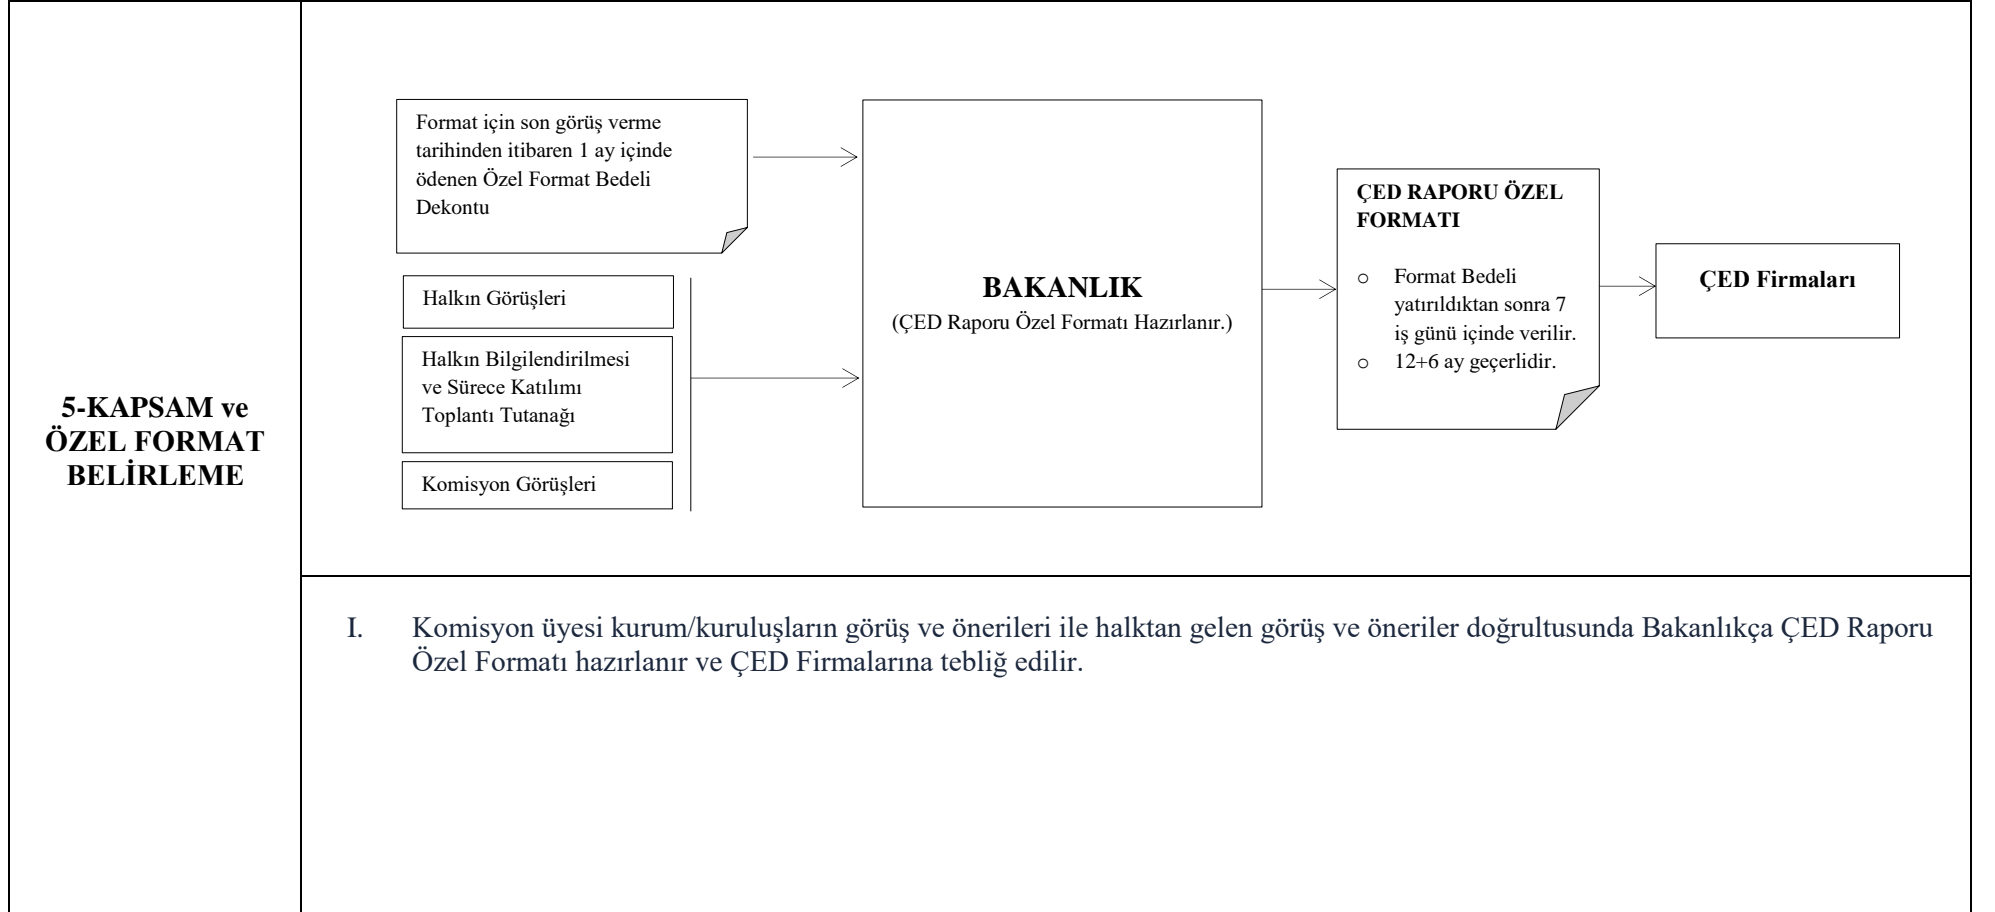 5-KAPSAM ve
ÖZEL FORMAT
BELİRLEME
Format için son görüş verme
tarihinden itibaren 1 ay içinde
ödenen Özel Format Bedeli
Dekontu
Halkın Görüşleri
Halkın Bilgilendirilmesi
ve Sürece Katılımı
Toplantı Tutanağı
Komisyon Görüşleri
BAKANLIK
(ÇED Raporu Özel Formatı Hazırlanır.)
ÇED RAPORU ÖZEL
FORMATI
o Format Bedeli
yatırıldıktan sonra 7
iş günü içinde verilir.
o 12+6 ay geçerlidir.
ÇED Firmaları
I. Komisyon üyesi kurum/kuruluşların görüş ve önerileri ile halktan gelen görüş ve öneriler doğrultusunda Bakanlıkça ÇED Raporu
Özel Formatı hazırlanır ve ÇED Firmalarına tebliğ edilir.